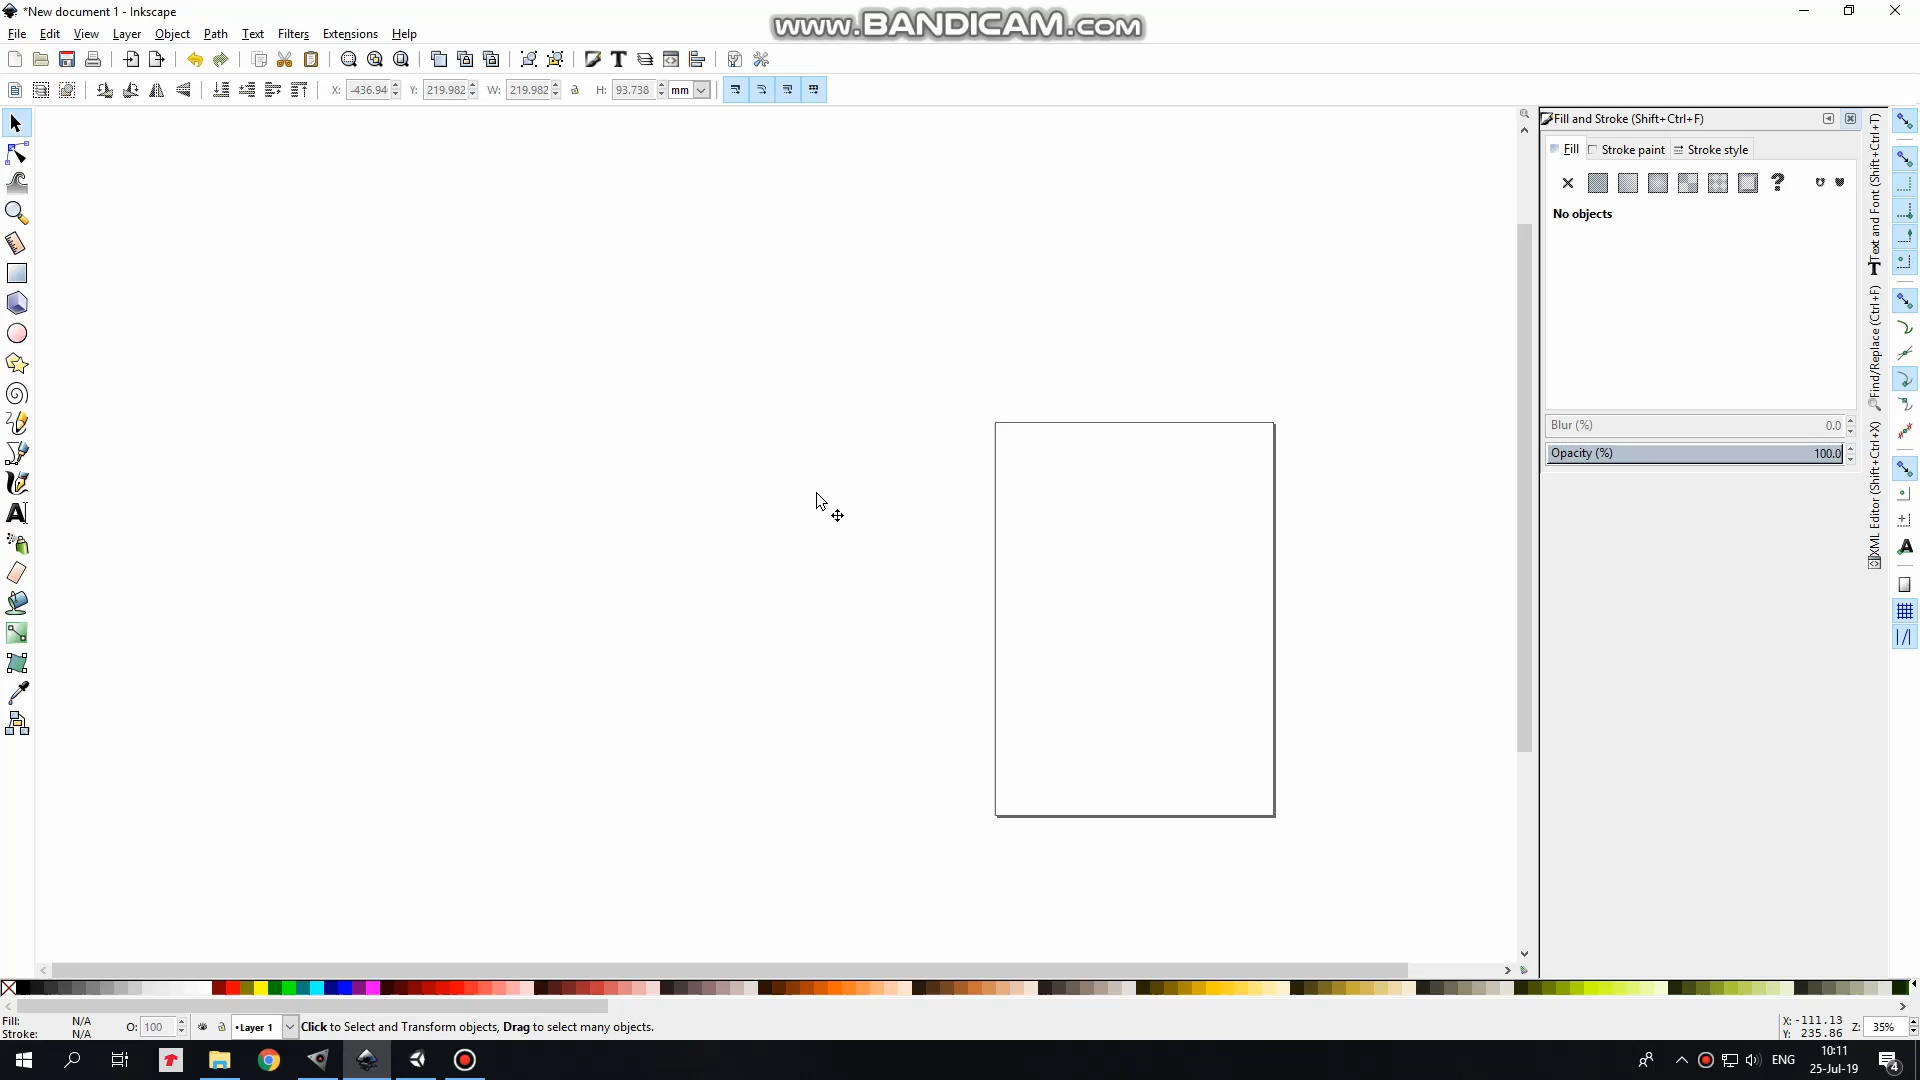 *New document 1 - Inkscape
www.BANDICAM.com
File Edit View Layer Object Path Text Filters Extensions Help
X: -436.94 Y: 219.982 W: 219.982 H: 93.738 mm
Fill and Stroke (Shift+Ctrl+F)
Fill Stroke paint Stroke style
No objects
Blur (%) 0.0
Opacity (%) 100.0
Text and Font (Shift+Ctrl+T)
Find/Replace (Ctrl+F)
XML Editor (Shift+Ctrl+X)
Fill: N/A O: 100 •Layer 1 Click to Select and Transform objects, Drag to select many objects. X: -111.13 Z: 35%
Stroke: N/A Y: 235.86
ENG 10:11
25-Jul-19 4